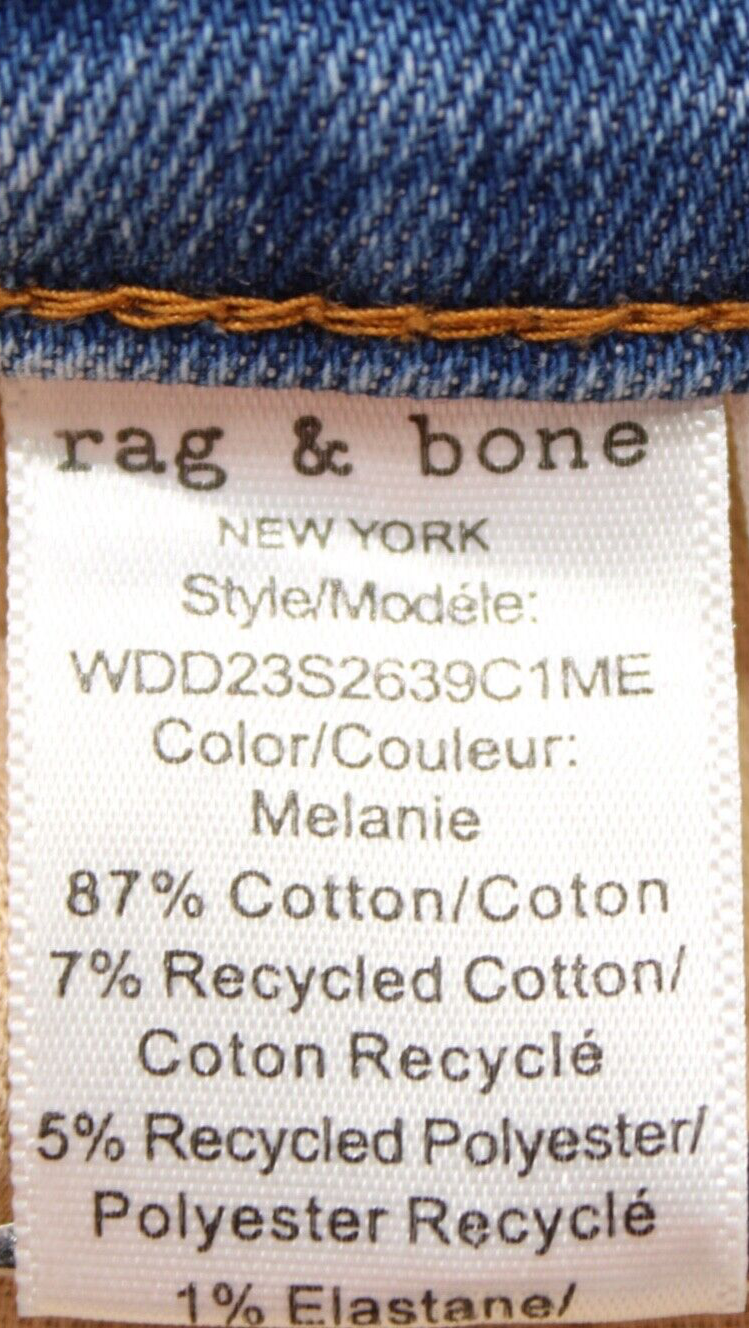 rag & bone
NEW YORK
Style/Modéle:
WDD23S2639C1ME
Color/Couleur:
Melanie
87% Cotton/Coton
7% Recycled Cotton/
Coton Recyclé
5% Recycled Polyester/
Polyester Recyclé
1% Elastane/